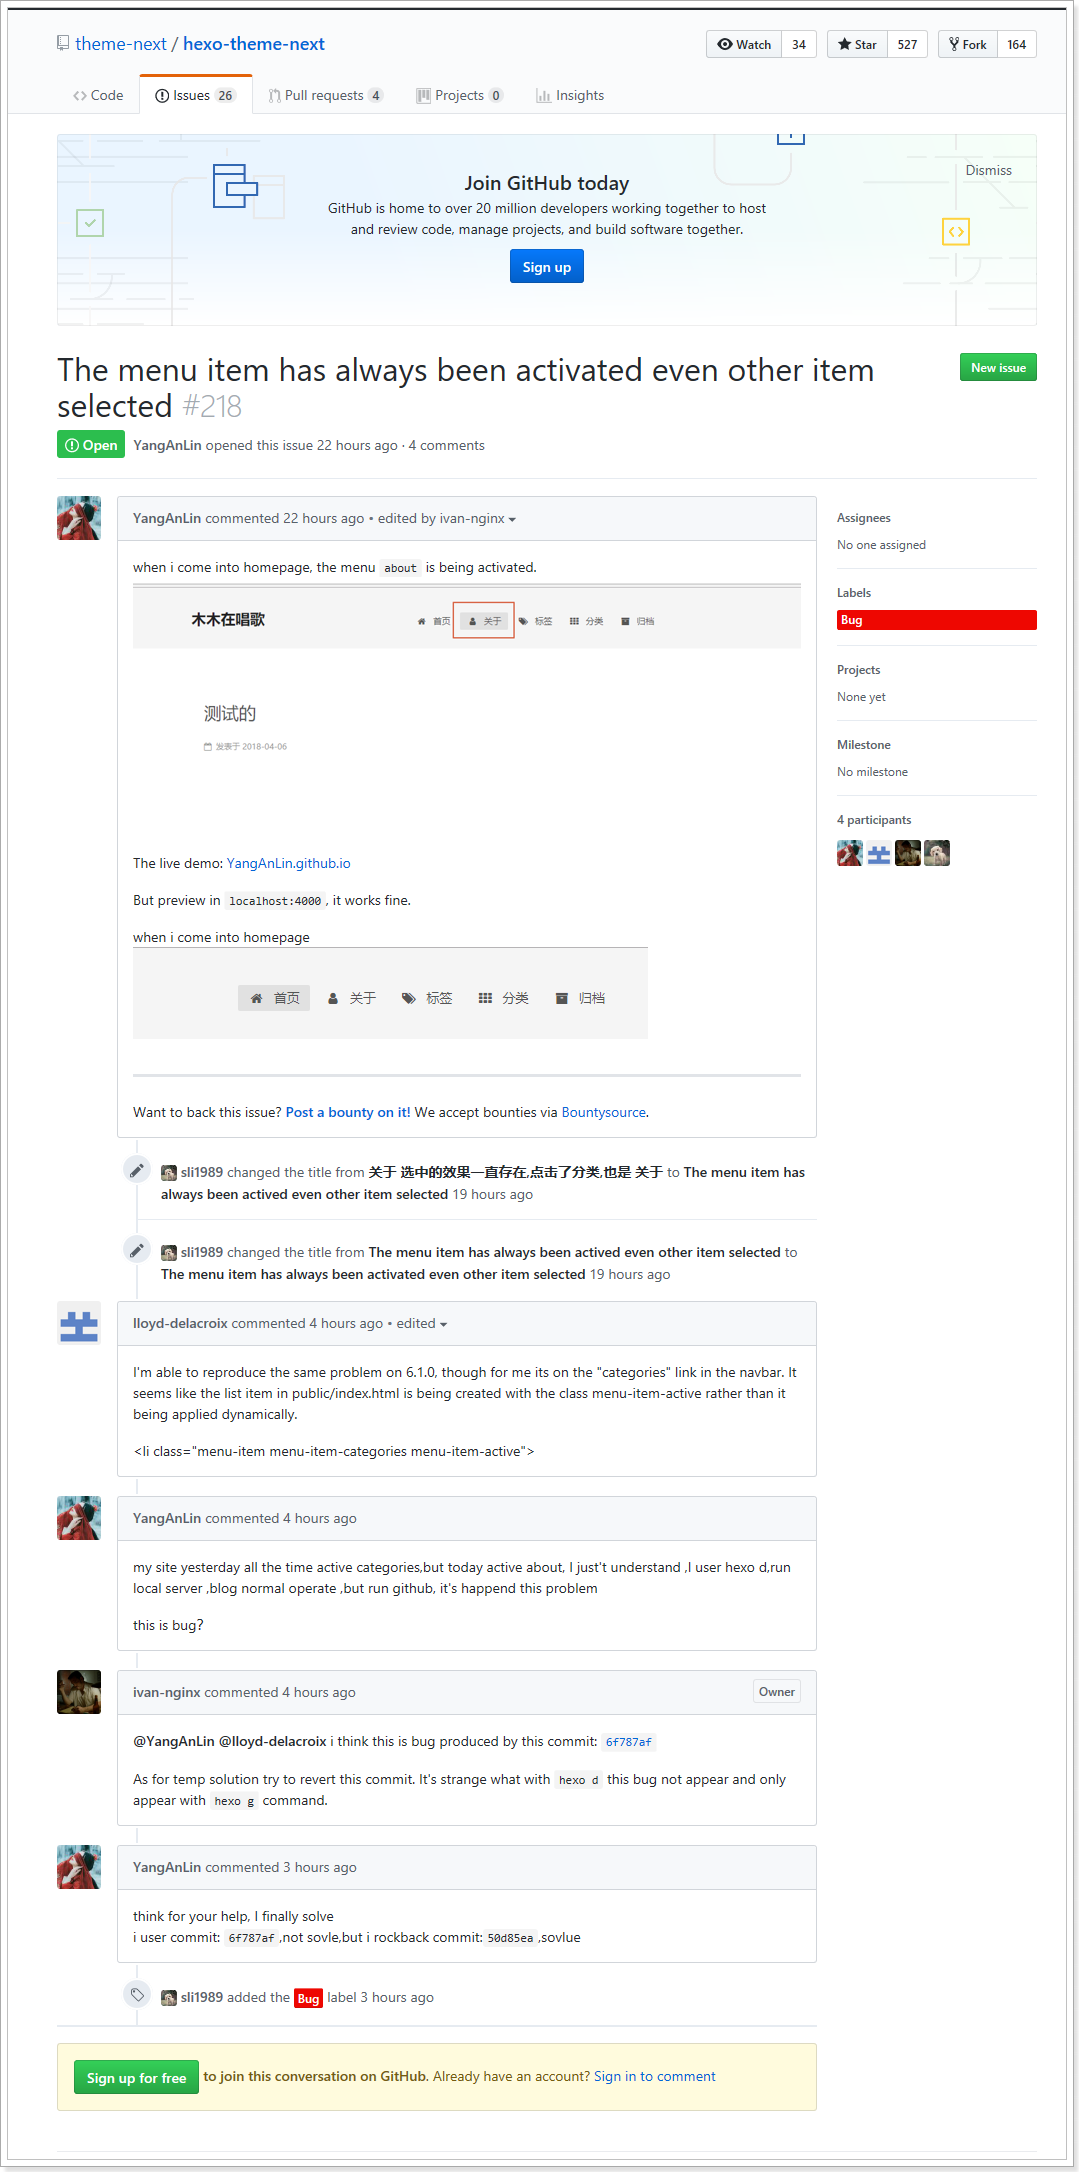 theme-next / hexo-theme-next
Watch 34 Star 527 Fork 164
Code Issues 26 Pull requests 4 Projects 0 Insights
Join GitHub today
Dismiss
GitHub is home to over 20 million developers working together to host
and review code, manage projects, and build software together.
Sign up
The menu item has always been activated even other item
selected #218
New issue
Open YangAnLin opened this issue 22 hours ago · 4 comments
YangAnLin commented 22 hours ago • edited by ivan-nginx
when i come into homepage, the menu about is being activated.
木木在唱歌 首页 关于 标签 分类 归档
测试的
发表于 2018-04-06
The live demo: YangAnLin.github.io
But preview in localhost:4000, it works fine.
when i come into homepage
首页 关于 标签 分类 归档
Want to back this issue? Post a bounty on it! We accept bounties via Bountysource.
Assignees
No one assigned
Labels
Bug
Projects
None yet
Milestone
No milestone
4 participants
sli1989 changed the title from 关于 选中的效果一直存在,点击了分类,也是 关于 to The menu item has
always been actived even other item selected 19 hours ago
sli1989 changed the title from The menu item has always been actived even other item selected to
The menu item has always been activated even other item selected 19 hours ago
lloyd-delacroix commented 4 hours ago • edited
I'm able to reproduce the same problem on 6.1.0, though for me its on the "categories" link in the navbar. It
seems like the list item in public/index.html is being created with the class menu-item-active rather than it
being applied dynamically.
<li class="menu-item menu-item-categories menu-item-active">
YangAnLin commented 4 hours ago
my site yesterday all the time active categories,but today active about, I just't understand ,I user hexo d,run
local server ,blog normal operate ,but run github, it's happend this problem
this is bug?
ivan-nginx commented 4 hours ago
Owner
@YangAnLin @lloyd-delacroix i think this is bug produced by this commit: 6f787af
As for temp solution try to revert this commit. It's strange what with hexo d this bug not appear and only
appear with hexo g command.
YangAnLin commented 3 hours ago
think for your help, I finally solve
i user commit: 6f787af,not sovle,but i rockback commit:50d85ea,sovlue
sli1989 added the Bug label 3 hours ago
Sign up for free to join this conversation on GitHub. Already have an account? Sign in to comment